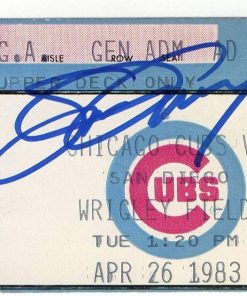 G.A AISLE GEN ADM AD
ROW SEAT
UPPER DECK ONLY
CHICAGO CUBS V
SAN DIEGO
CUBS
WRIGLEY FIELD
TUE 1:20 PM
APR 26 1983